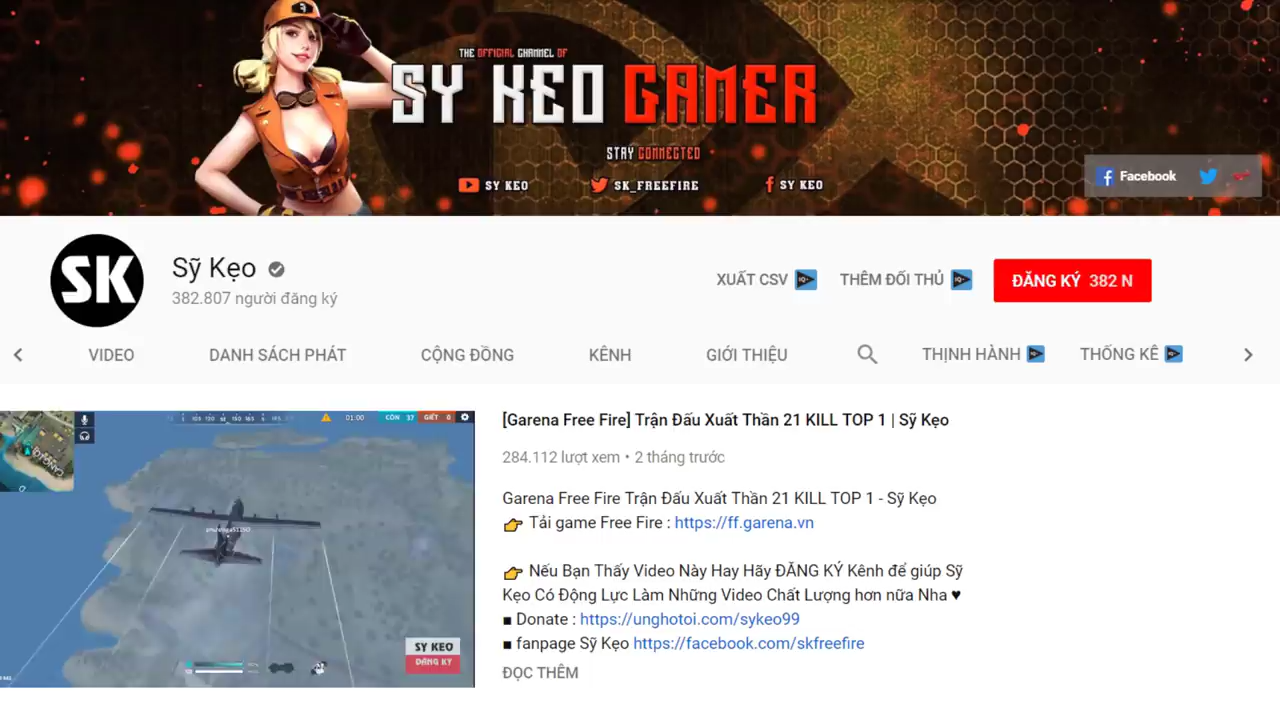 THE OFFICIAL CHANNEL OF
SY KEO GAMER
STAY CONNECTED
SY KEO
SK_FREEFIRE
SY KEO
Facebook
SK
Sỹ Kẹo
382.807 người đăng ký
XUẤT CSV
THÊM ĐỐI THỦ
ĐĂNG KÝ 382 N
VIDEO
DANH SÁCH PHÁT
CỘNG ĐỒNG
KÊNH
GIỚI THIỆU
THỊNH HÀNH
THỐNG KÊ
01:00
CÒN 37
GIẾT 0
SY KEO
ĐĂNG KÝ
[Garena Free Fire] Trận Đấu Xuất Thần 21 KILL TOP 1 | Sỹ Kẹo
284.112 lượt xem • 2 tháng trước
Garena Free Fire Trận Đấu Xuất Thần 21 KILL TOP 1 - Sỹ Kẹo
👉 Tải game Free Fire : https://ff.garena.vn
👉 Nếu Bạn Thấy Video Này Hay Hãy ĐĂNG KÝ Kênh để giúp Sỹ
Kẹo Có Động Lực Làm Những Video Chất Lượng hơn nữa Nha ♥
■ Donate : https://unghotoi.com/sykeo99
■ fanpage Sỹ Kẹo https://facebook.com/skfreefire
ĐỌC THÊM